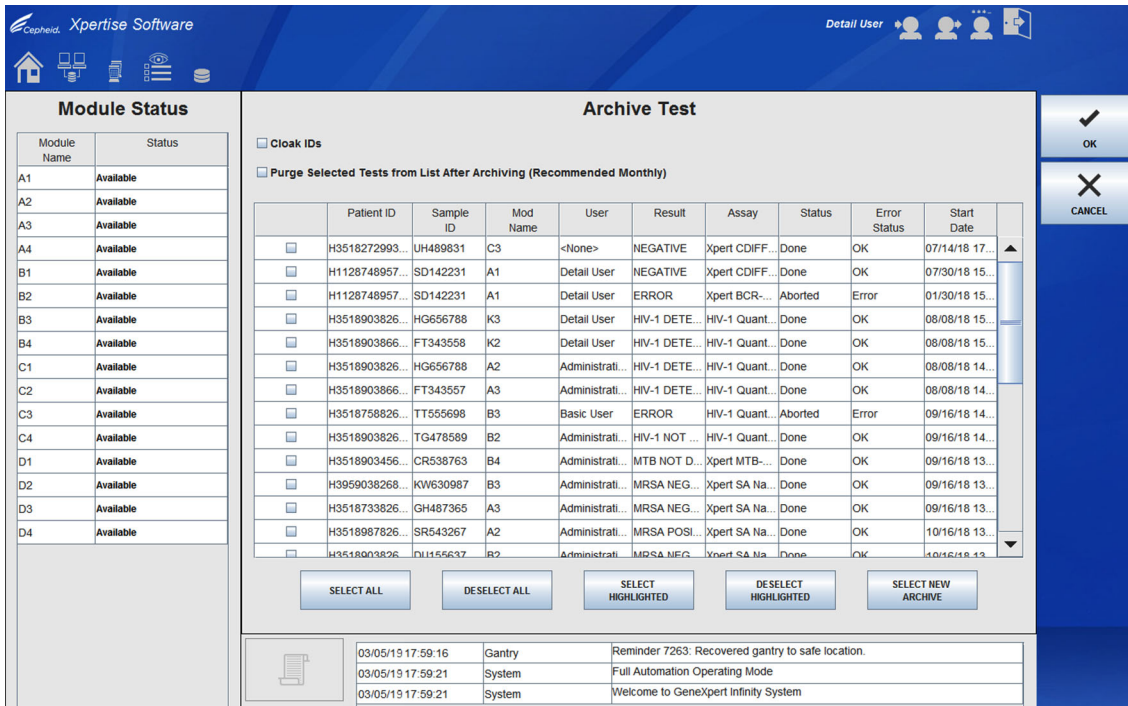 Cepheid. Xpertise Software
Detail User
Module Status
Module Name Status
A1 Available
A2 Available
A3 Available
A4 Available
B1 Available
B2 Available
B3 Available
B4 Available
C1 Available
C2 Available
C3 Available
C4 Available
D1 Available
D2 Available
D3 Available
D4 Available
Archive Test
Cloak IDs
Purge Selected Tests from List After Archiving (Recommended Monthly)
Patient ID Sample ID Mod Name User Result Assay Status Error Status Start Date
H3518272993... UH489831 C3 <None> NEGATIVE Xpert CDIFF... Done OK 07/14/18 17...
H1128748957... SD142231 A1 Detail User NEGATIVE Xpert CDIFF... Done OK 07/30/18 15...
H1128748957... SD142231 A1 Detail User ERROR Xpert BCR-... Aborted Error 01/30/18 15...
H3518903826... HG656788 K3 Detail User HIV-1 DETE... HIV-1 Quant... Done OK 08/08/18 15...
H3518903866... FT343558 K2 Detail User HIV-1 DETE... HIV-1 Quant... Done OK 08/08/18 15...
H3518903826... HG656788 A2 Administrati... HIV-1 DETE... HIV-1 Quant... Done OK 08/08/18 14...
H3518903866... FT343557 A3 Administrati... HIV-1 DETE... HIV-1 Quant... Done OK 08/08/18 14...
H3518758826... TT555698 B3 Basic User ERROR HIV-1 Quant... Aborted Error 09/16/18 14...
H3518903826... TG478589 B2 Administrati... HIV-1 NOT ... HIV-1 Quant... Done OK 09/16/18 14...
H3518903456... CR538763 B4 Administrati... MTB NOT D... Xpert MTB-... Done OK 09/16/18 13...
H3959038268... KW630987 B3 Administrati... MRSA NEG... Xpert SA Na... Done OK 09/16/18 13...
H3518733826... GH487365 A3 Administrati... MRSA NEG... Xpert SA Na... Done OK 09/16/18 13...
H3518987826... SR543267 A2 Administrati... MRSA POSI... Xpert SA Na... Done OK 10/16/18 13...
H3518903826... DU155637 B2 Administrati... MRSA NEG... Xpert SA Na... Done OK 10/16/18 13...
SELECT ALL
DESELECT ALL
SELECT HIGHLIGHTED
DESELECT HIGHLIGHTED
SELECT NEW ARCHIVE
OK
CANCEL
03/05/19 17:59:16 Gantry Reminder 7263: Recovered gantry to safe location.
03/05/19 17:59:21 System Full Automation Operating Mode
03/05/19 17:59:21 System Welcome to GeneXpert Infinity System